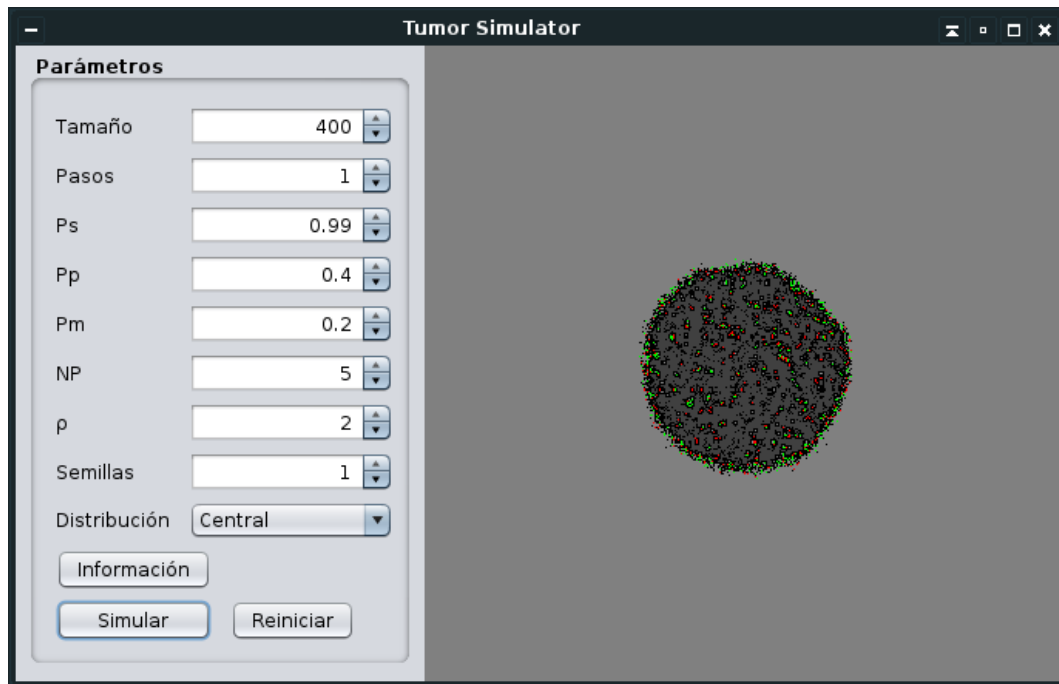 Tumor Simulator
Parámetros
Tamaño 400
Pasos 1
Ps 0.99
Pp 0.4
Pm 0.2
NP 5
ρ 2
Semillas 1
Distribución Central
Información
Simular Reiniciar